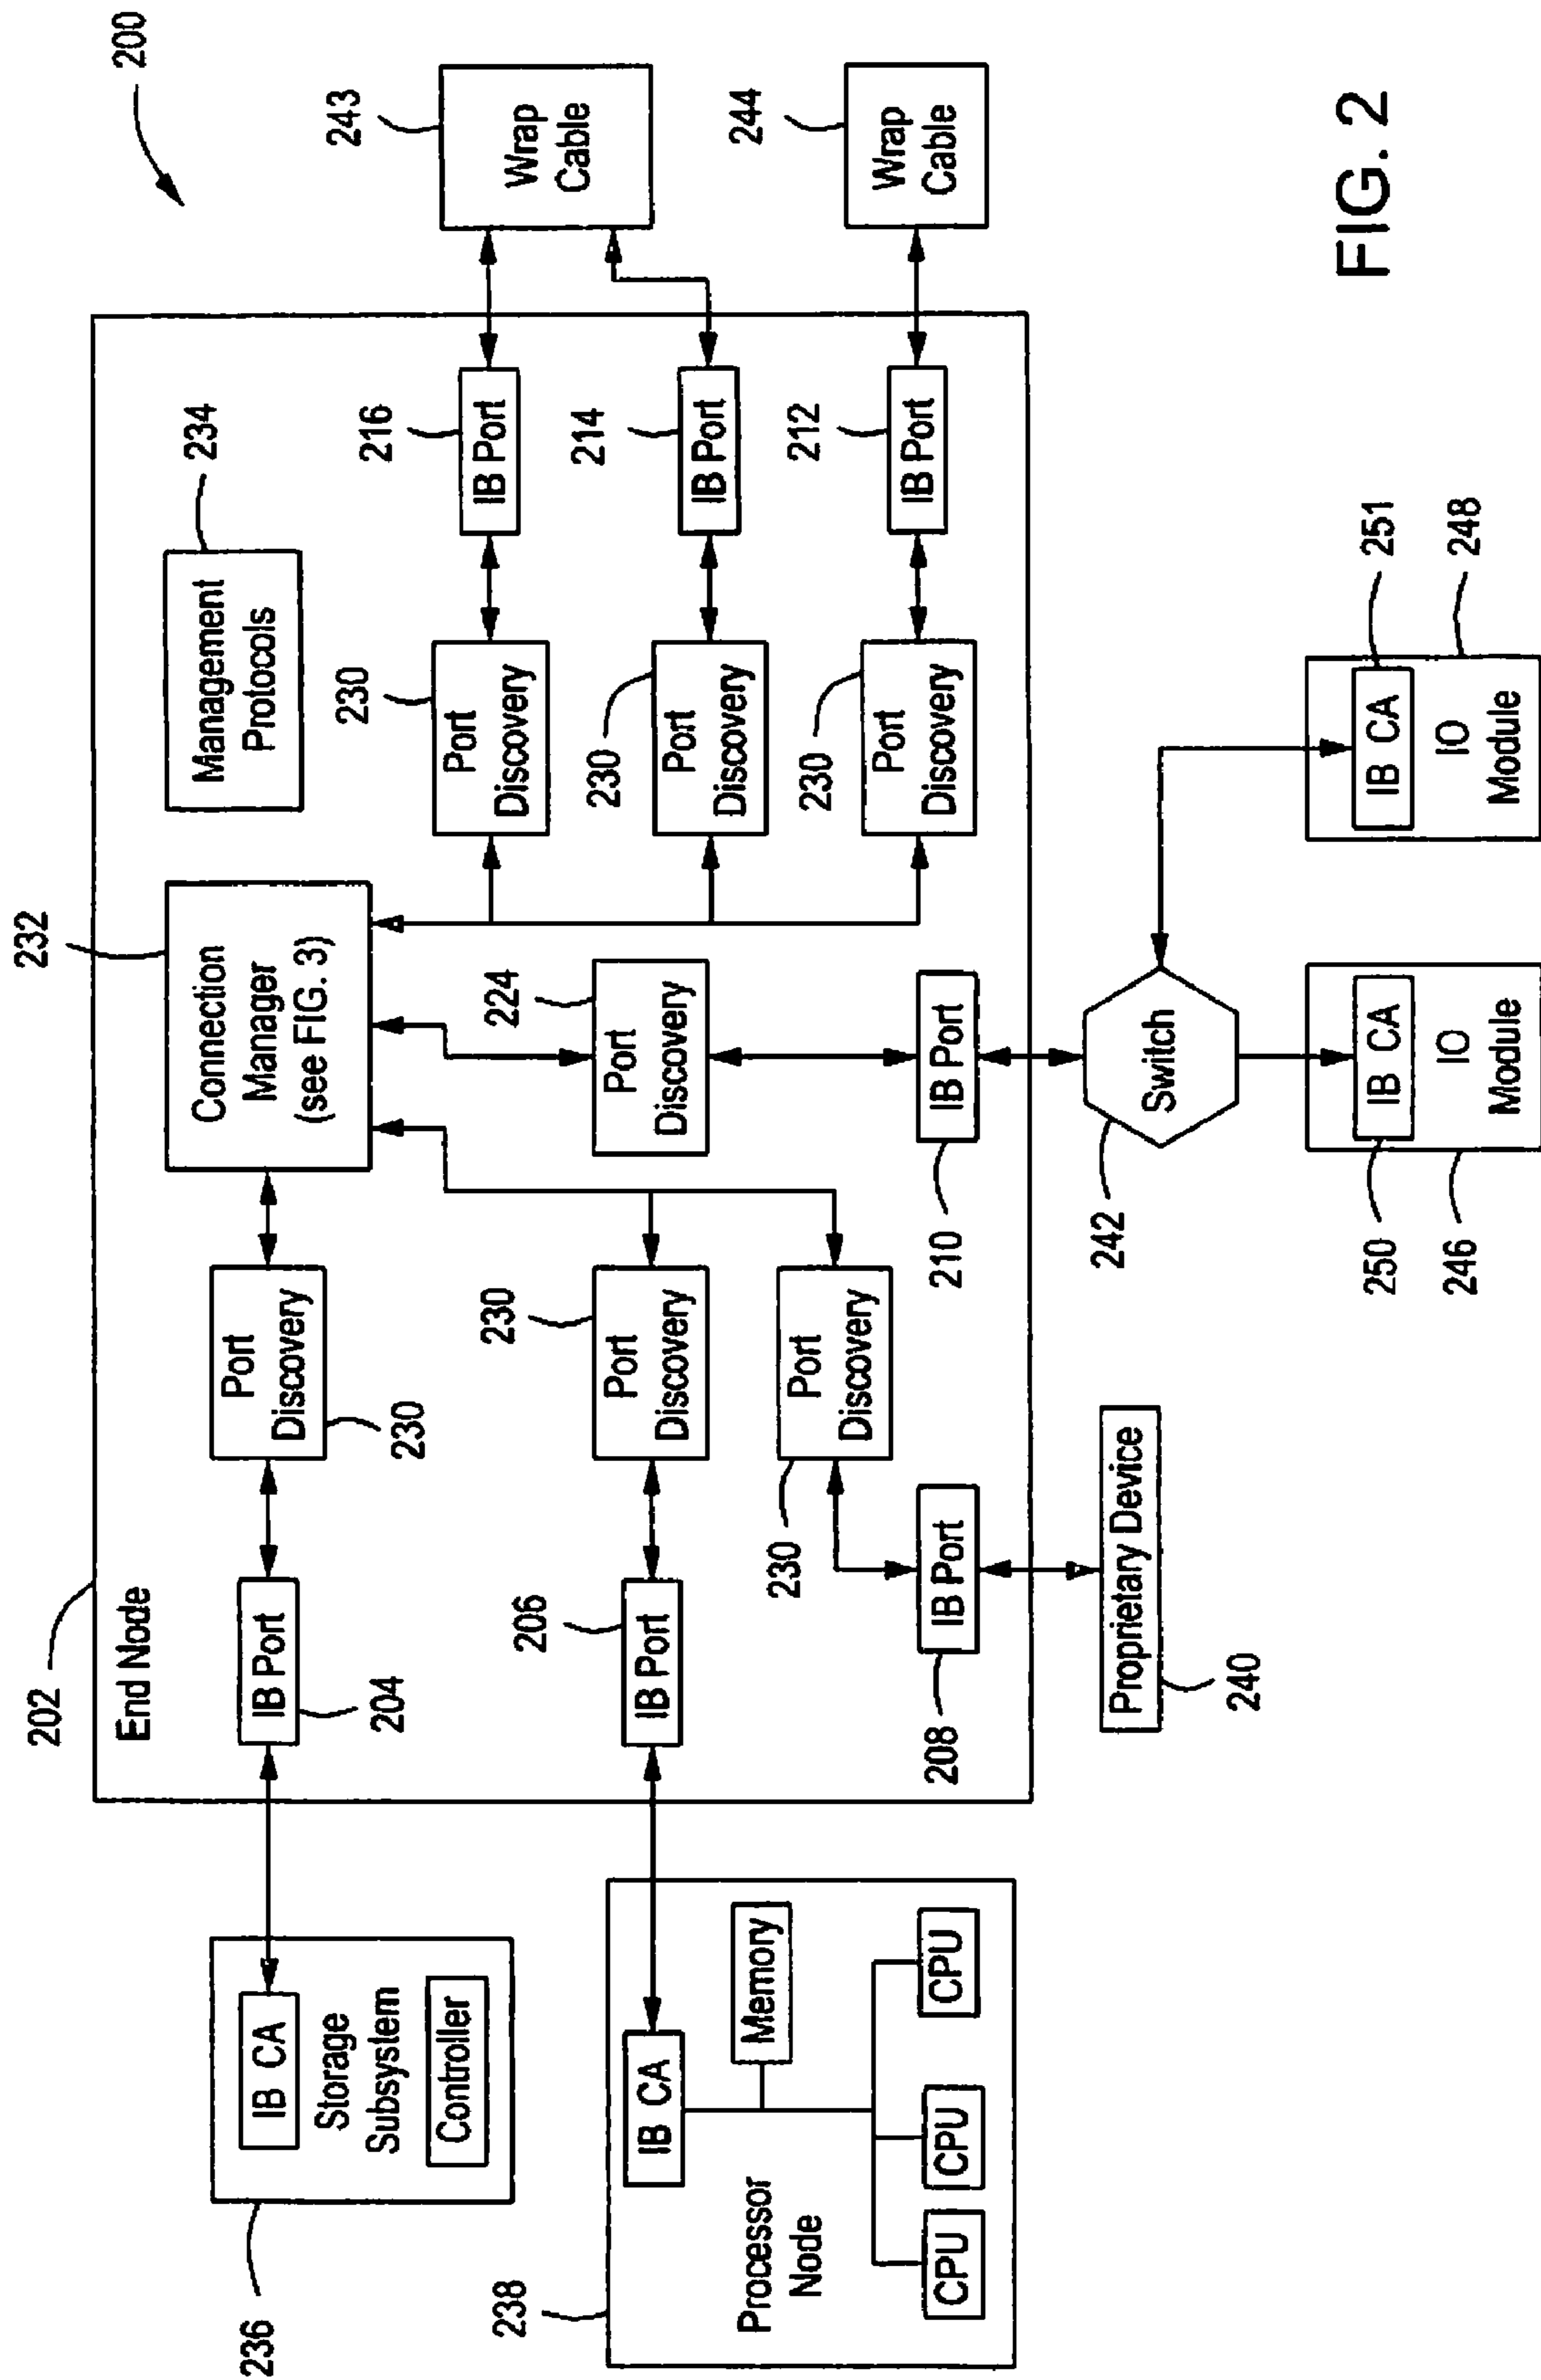 200
202
End Node
232
Connection
Manager
(see FIG. 3)
234
Management
Protocols
236
IB CA
Storage
Subsystem
Controller
204
IB Port
230
Port
Discovery
230
Port
Discovery
216
IB Port
243
Wrap
Cable
238
Processor
Node
IB CA
Memory
CPU
CPU
CPU
206
IB Port
230
Port
Discovery
224
Port
Discovery
230
Port
Discovery
214
IB Port
230
Port
Discovery
208
IB Port
210
IB Port
230
Port
Discovery
212
IB Port
244
Wrap
Cable
240
Proprietary Device
242
Switch
250
IB CA
IO
Module
246
251
IB CA
IO
Module
248
FIG. 2